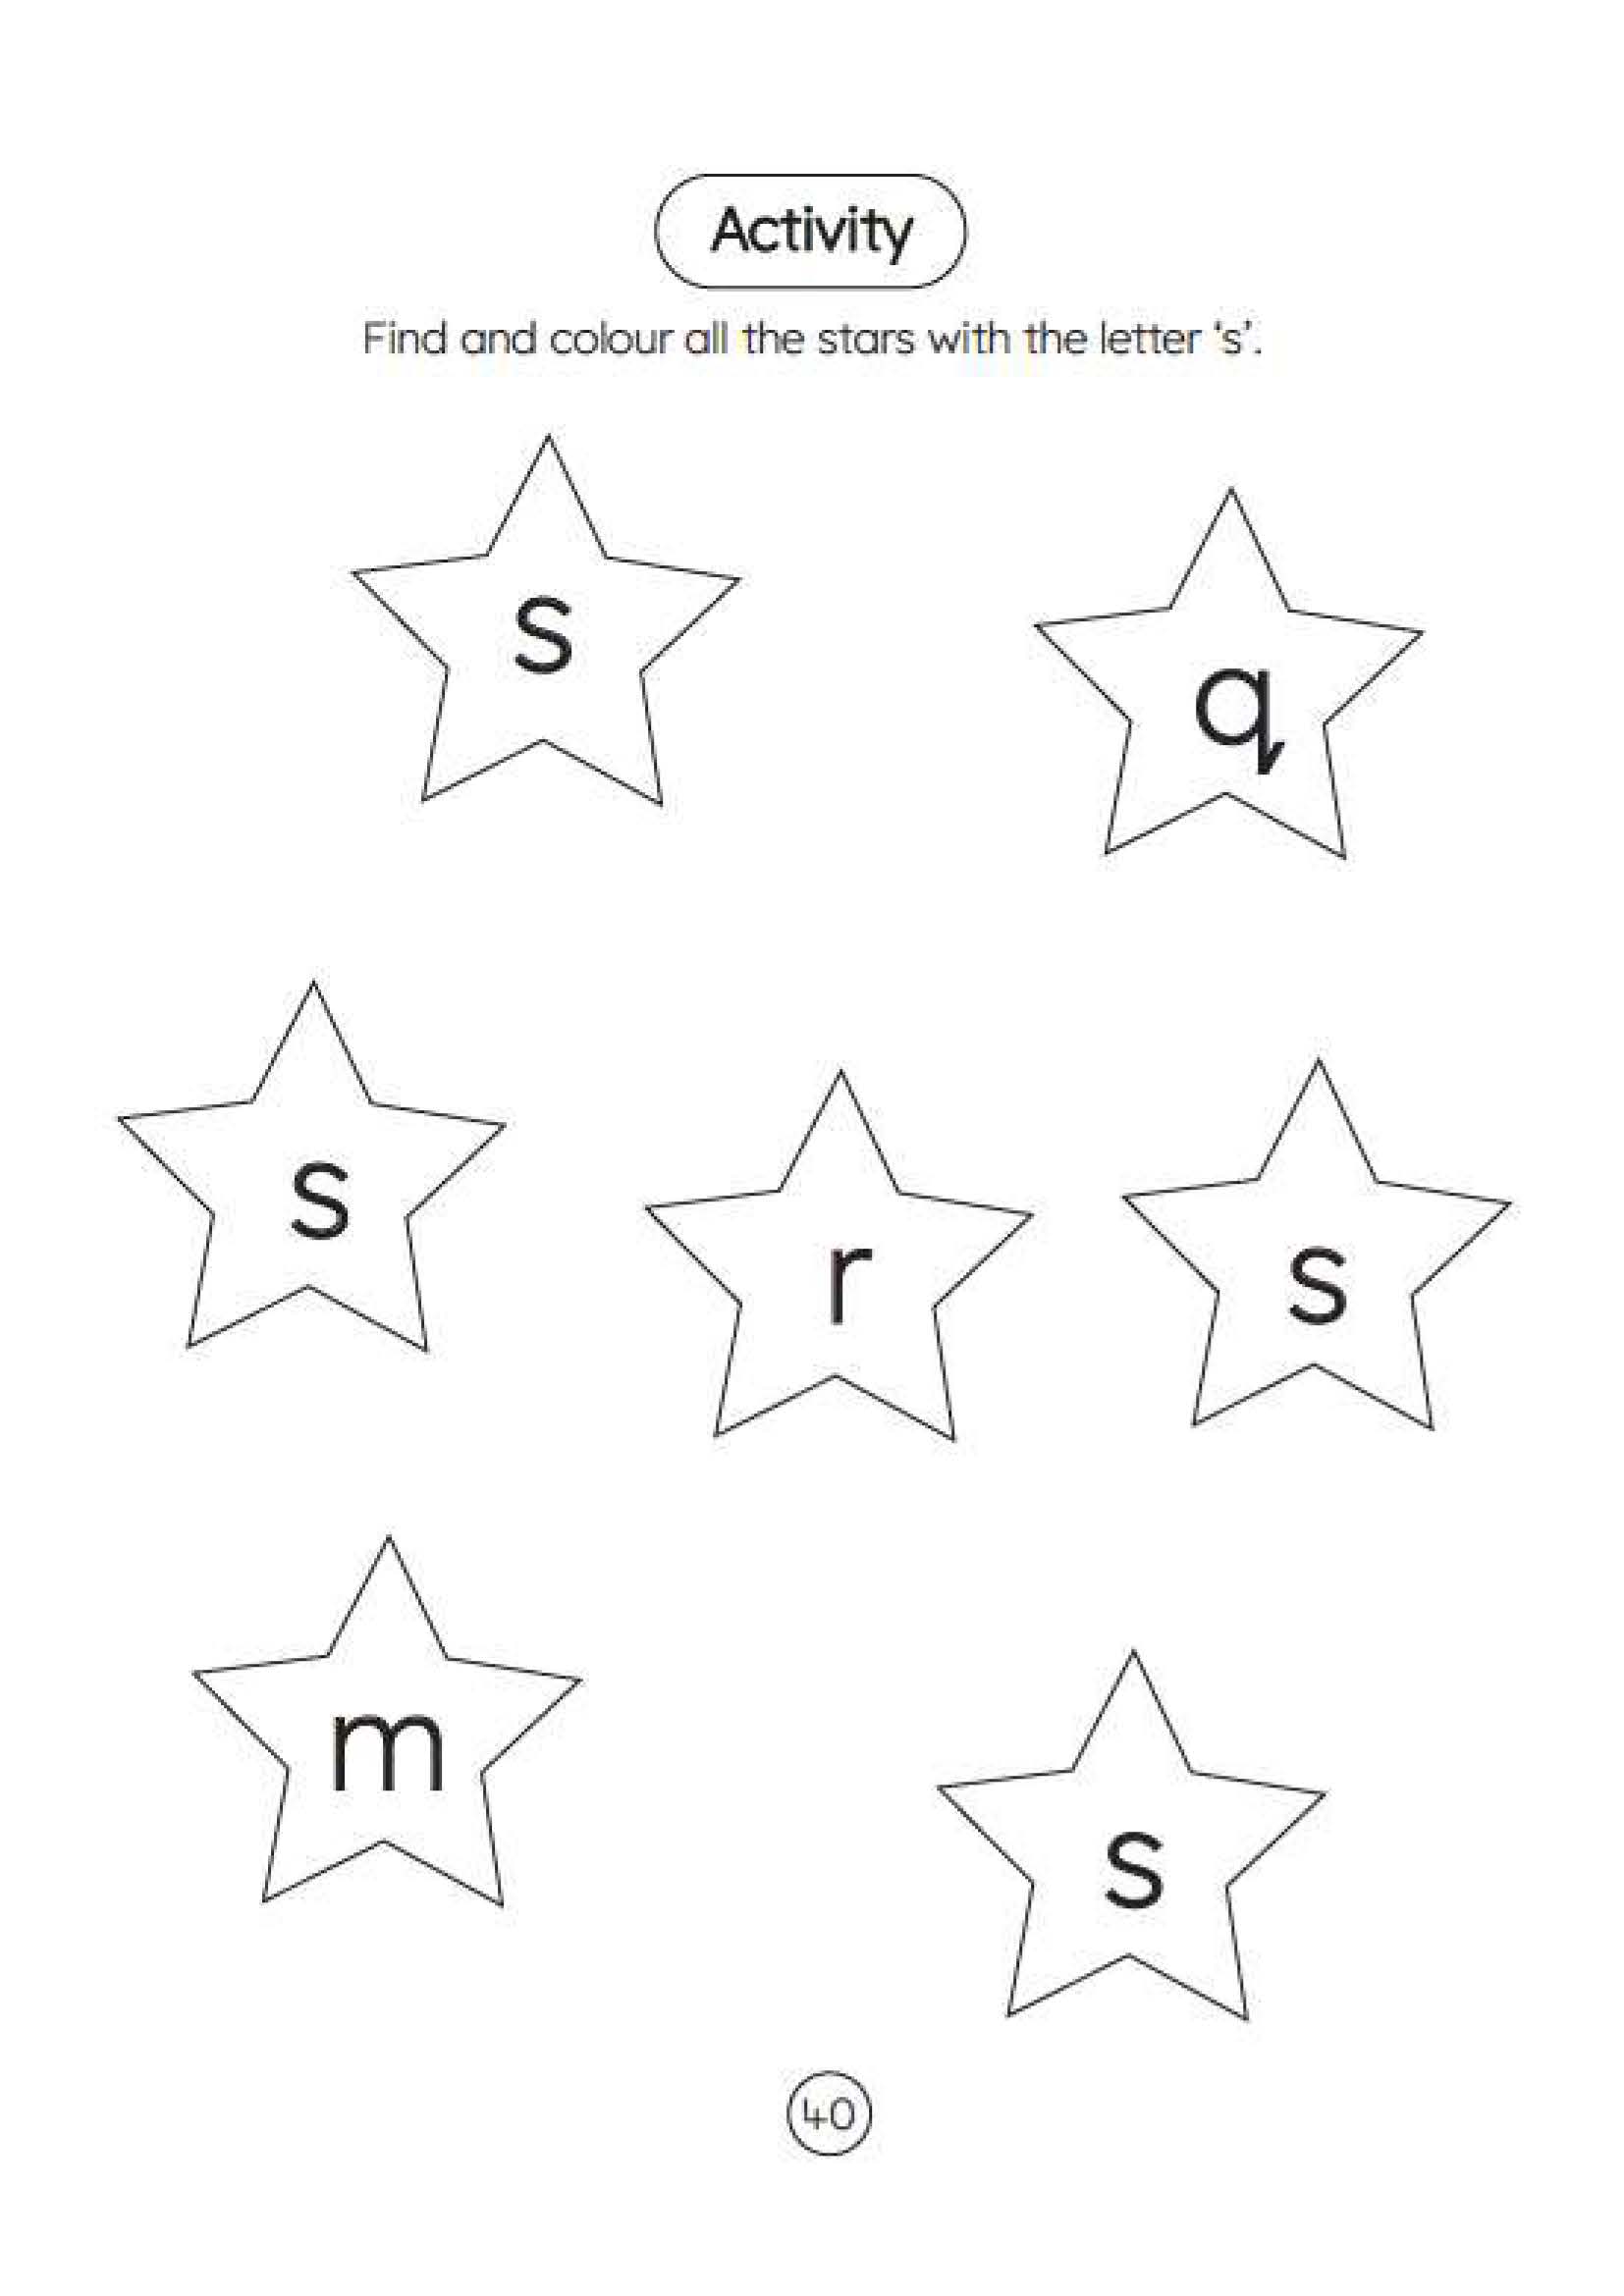 Activity
Find and colour all the stars with the letter ‘s’.
s
q
s
r
s
m
s
40